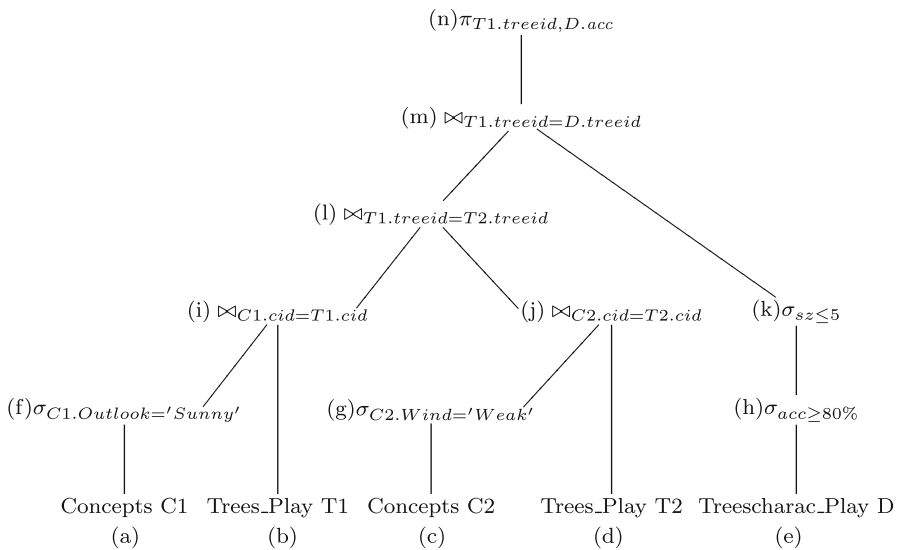 (n)π_{T1.treeid,D.acc}
(m) ⋈_{T1.treeid=D.treeid}
(l) ⋈_{T1.treeid=T2.treeid}
(i) ⋈_{C1.cid=T1.cid} (j) ⋈_{C2.cid=T2.cid} (k)σ_{sz≤5}
(f)σ_{C1.Outlook='Sunny'} (g)σ_{C2.Wind='Weak'} (h)σ_{acc≥80%}
Concepts C1 Trees_Play T1 Concepts C2 Trees_Play T2 Treescharac_Play D
(a) (b) (c) (d) (e)